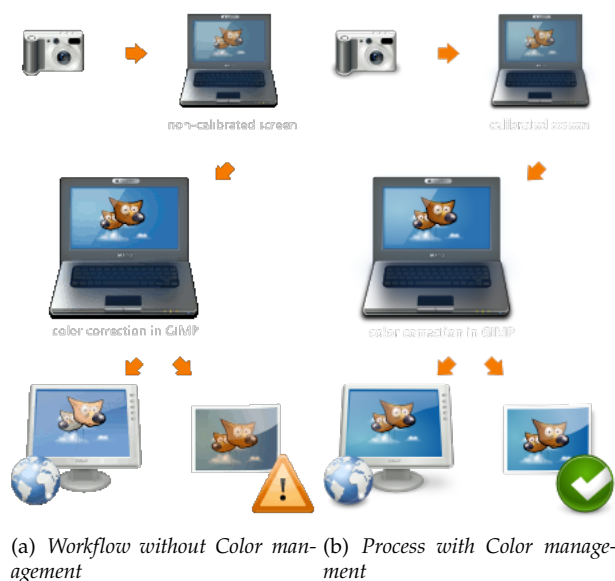 non-calibrated screen
calibrated screen
color correction in GIMP
color correction in GIMP
(a) Workflow without Color man-
agement
(b) Process with Color manage-
ment